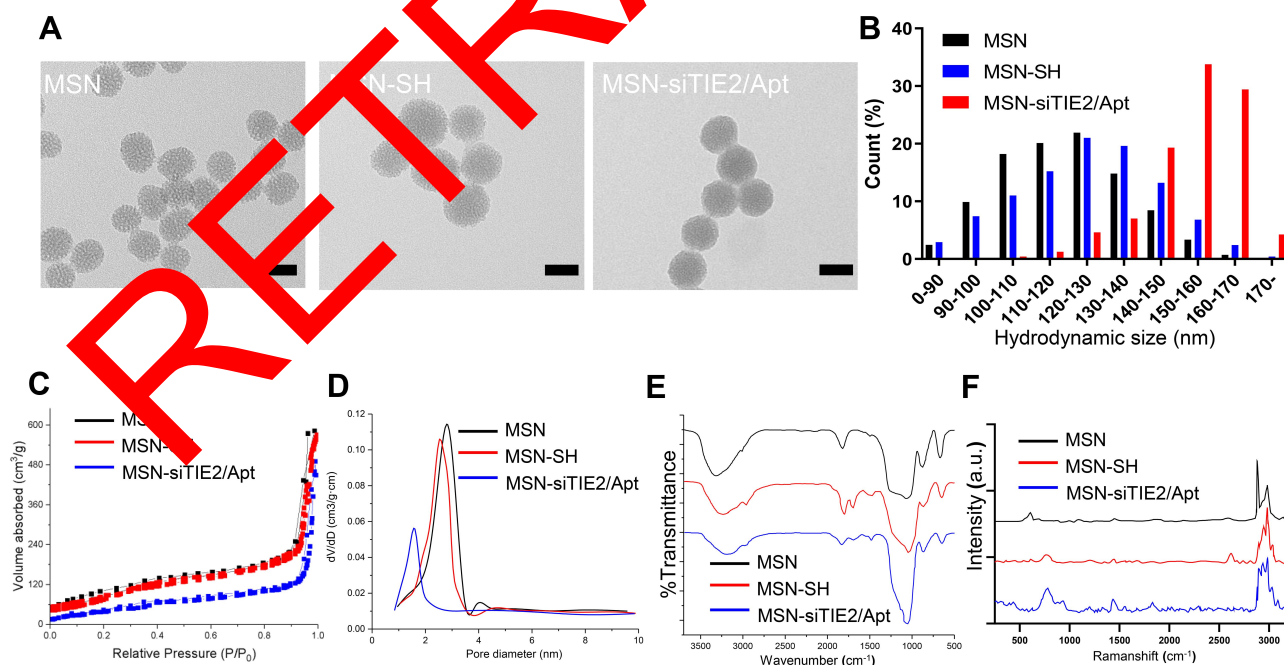 A
MSN
MSN-SH
MSN-siTIE2/Apt
B
40
30
20
10
0
Count (%)
MSN
MSN-SH
MSN-siTIE2/Apt
0-90
90-100
100-110
110-120
120-130
130-140
140-150
150-160
160-170
170-
Hydrodynamic size (nm)
RETRA
C
600
480
360
240
120
0
Volume absorbed (cm³/g)
MSN-siTIE2/Apt
0.0
0.2
0.4
0.6
0.8
1.0
Relative Pressure (P/P₀)
D
0.12
0.10
0.08
0.06
0.04
0.02
0.00
dV/dD (cm3/g·cm)
MSN
MSN-SH
MSN-siTIE2/Apt
0
2
4
6
8
10
Pore diameter (nm)
E
%Transmittance
MSN
MSN-SH
MSN-siTIE2/Apt
3500
3000
2500
2000
1500
1000
500
Wavenumber (cm⁻¹)
F
Intensity (a.u.)
MSN
MSN-SH
MSN-siTIE2/Apt
500
1000
1500
2000
2500
3000
Ramanshift (cm⁻¹)